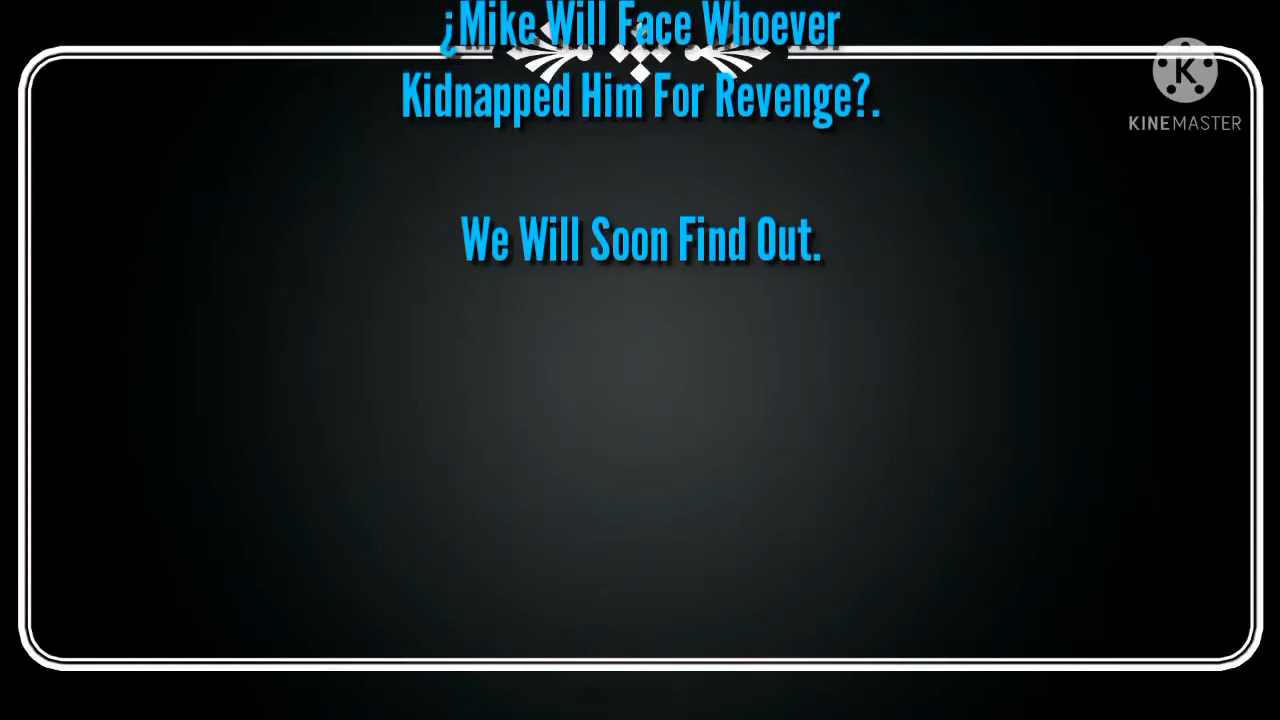 ¿Mike Will Face Whoever
Kidnapped Him For Revenge?.
We Will Soon Find Out.
K
KINEMASTER